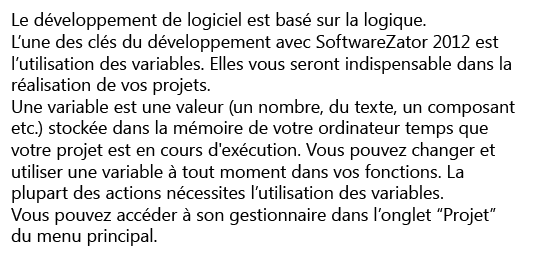 Le développement de logiciel est basé sur la logique.
L’une des clés du développement avec SoftwareZator 2012 est
l’utilisation des variables. Elles vous seront indispensable dans la
réalisation de vos projets.
Une variable est une valeur (un nombre, du texte, un composant
etc.) stockée dans la mémoire de votre ordinateur temps que
votre projet est en cours d'exécution. Vous pouvez changer et
utiliser une variable à tout moment dans vos fonctions. La
plupart des actions nécessites l’utilisation des variables.
Vous pouvez accéder à son gestionnaire dans l’onglet “Projet”
du menu principal.